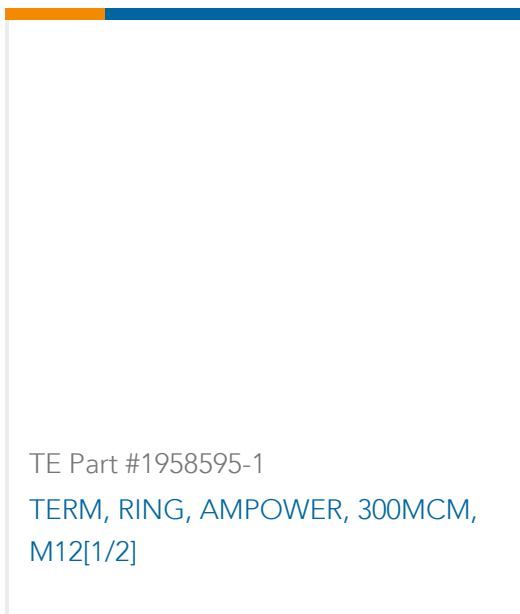 TE Part #1958595-1
TERM, RING, AMPOWER, 300MCM,
M12[1/2]